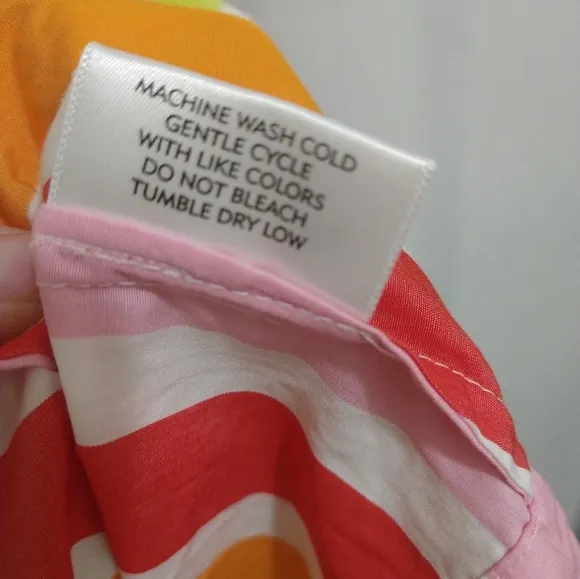 MACHINE WASH COLD
GENTLE CYCLE
WITH LIKE COLORS
DO NOT BLEACH
TUMBLE DRY LOW